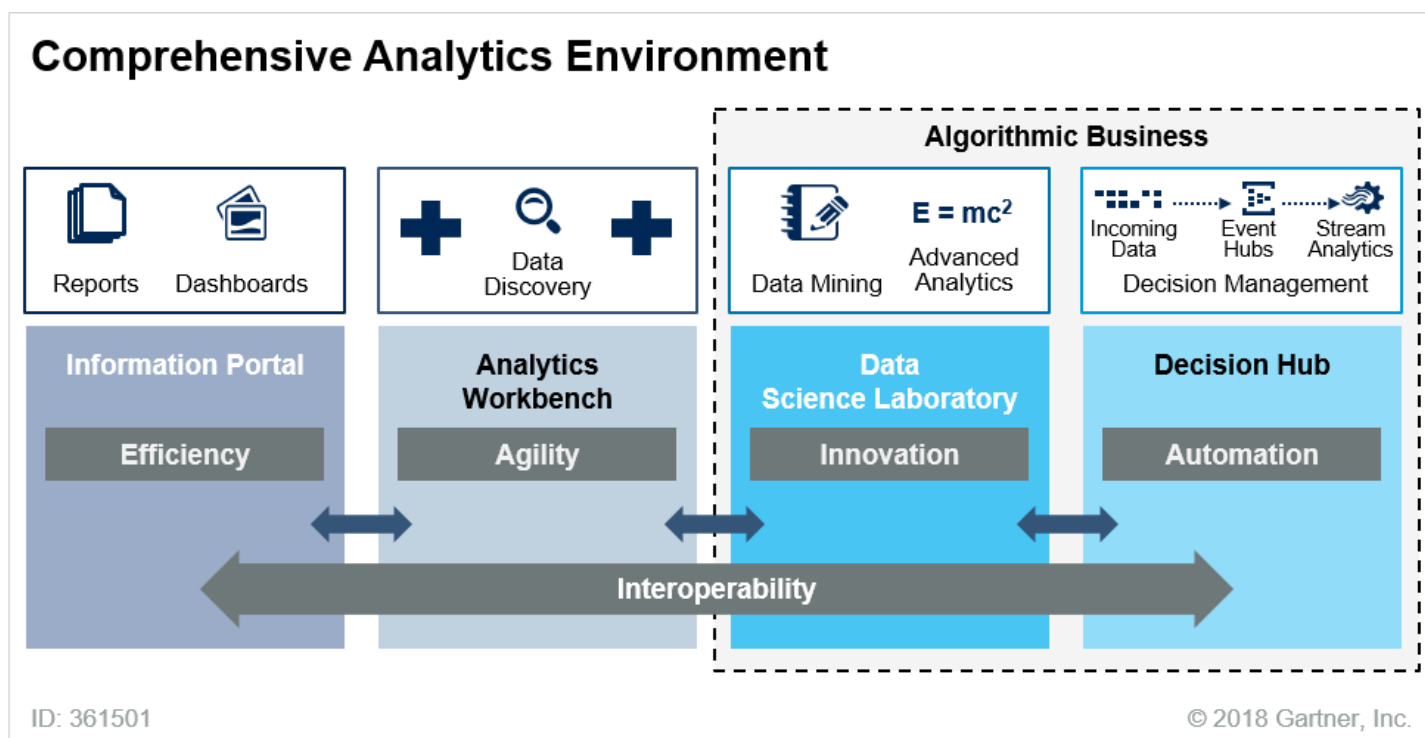 Comprehensive Analytics Environment
Algorithmic Business
Reports
Dashboards
Data
Discovery
Data Mining
E = mc²
Advanced
Analytics
Incoming
Data
Event
Hubs
Stream
Analytics
Decision Management
Information Portal
Efficiency
Analytics
Workbench
Agility
Data
Science Laboratory
Innovation
Decision Hub
Automation
Interoperability
ID: 361501
© 2018 Gartner, Inc.